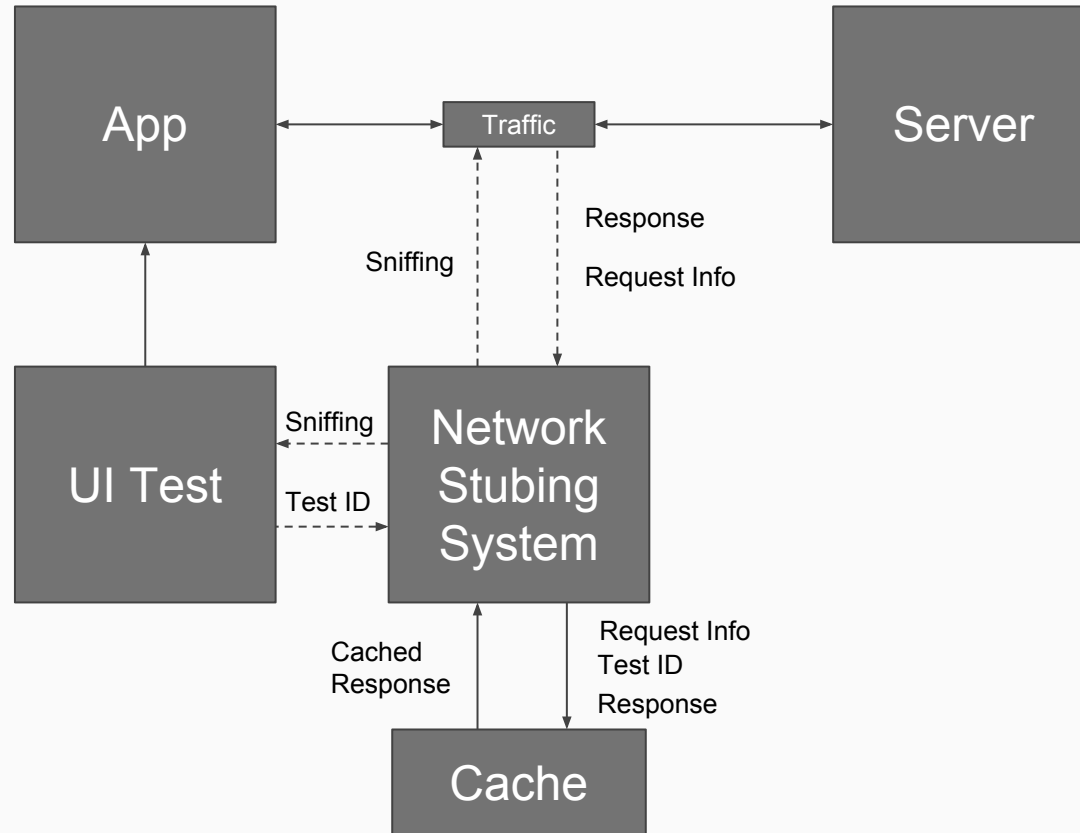 App
Traffic
Server
Response
Sniffing
Request Info
UI Test
Sniffing
Test ID
Network
Stubing
System
Cached
Response
Request Info
Test ID
Response
Cache